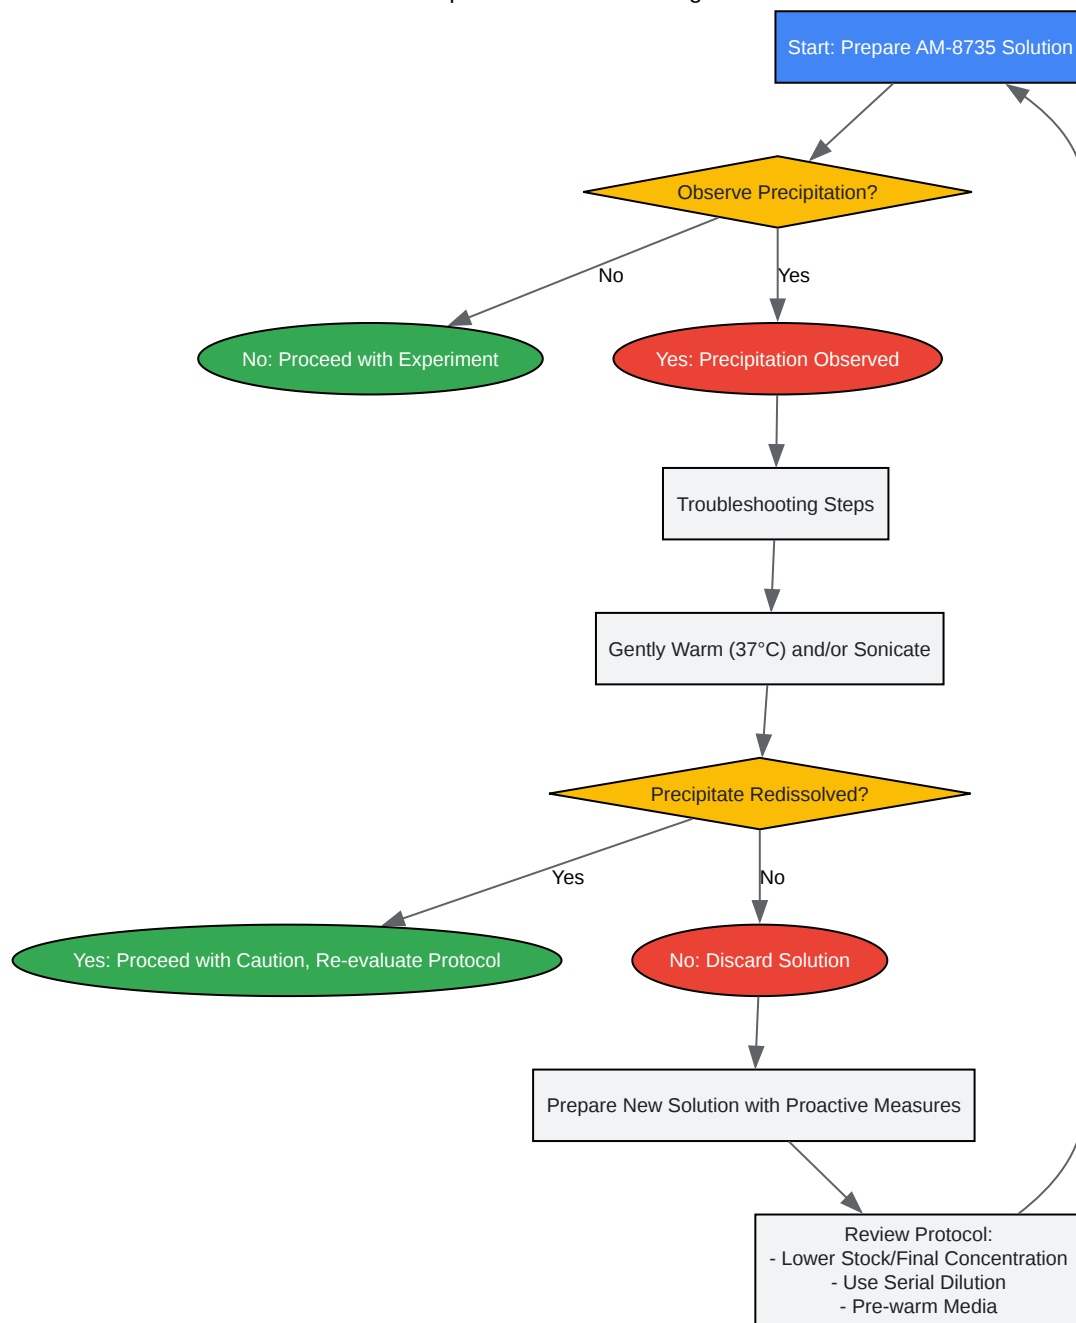 Start: Prepare AM-8735 Solution
Observe Precipitation?
No
Yes
No: Proceed with Experiment
Yes: Precipitation Observed
Troubleshooting Steps
Gently Warm (37°C) and/or Sonicate
Precipitate Redissolved?
Yes
No
Yes: Proceed with Caution, Re-evaluate Protocol
No: Discard Solution
Prepare New Solution with Proactive Measures
Review Protocol:
- Lower Stock/Final Concentration
- Use Serial Dilution
- Pre-warm Media